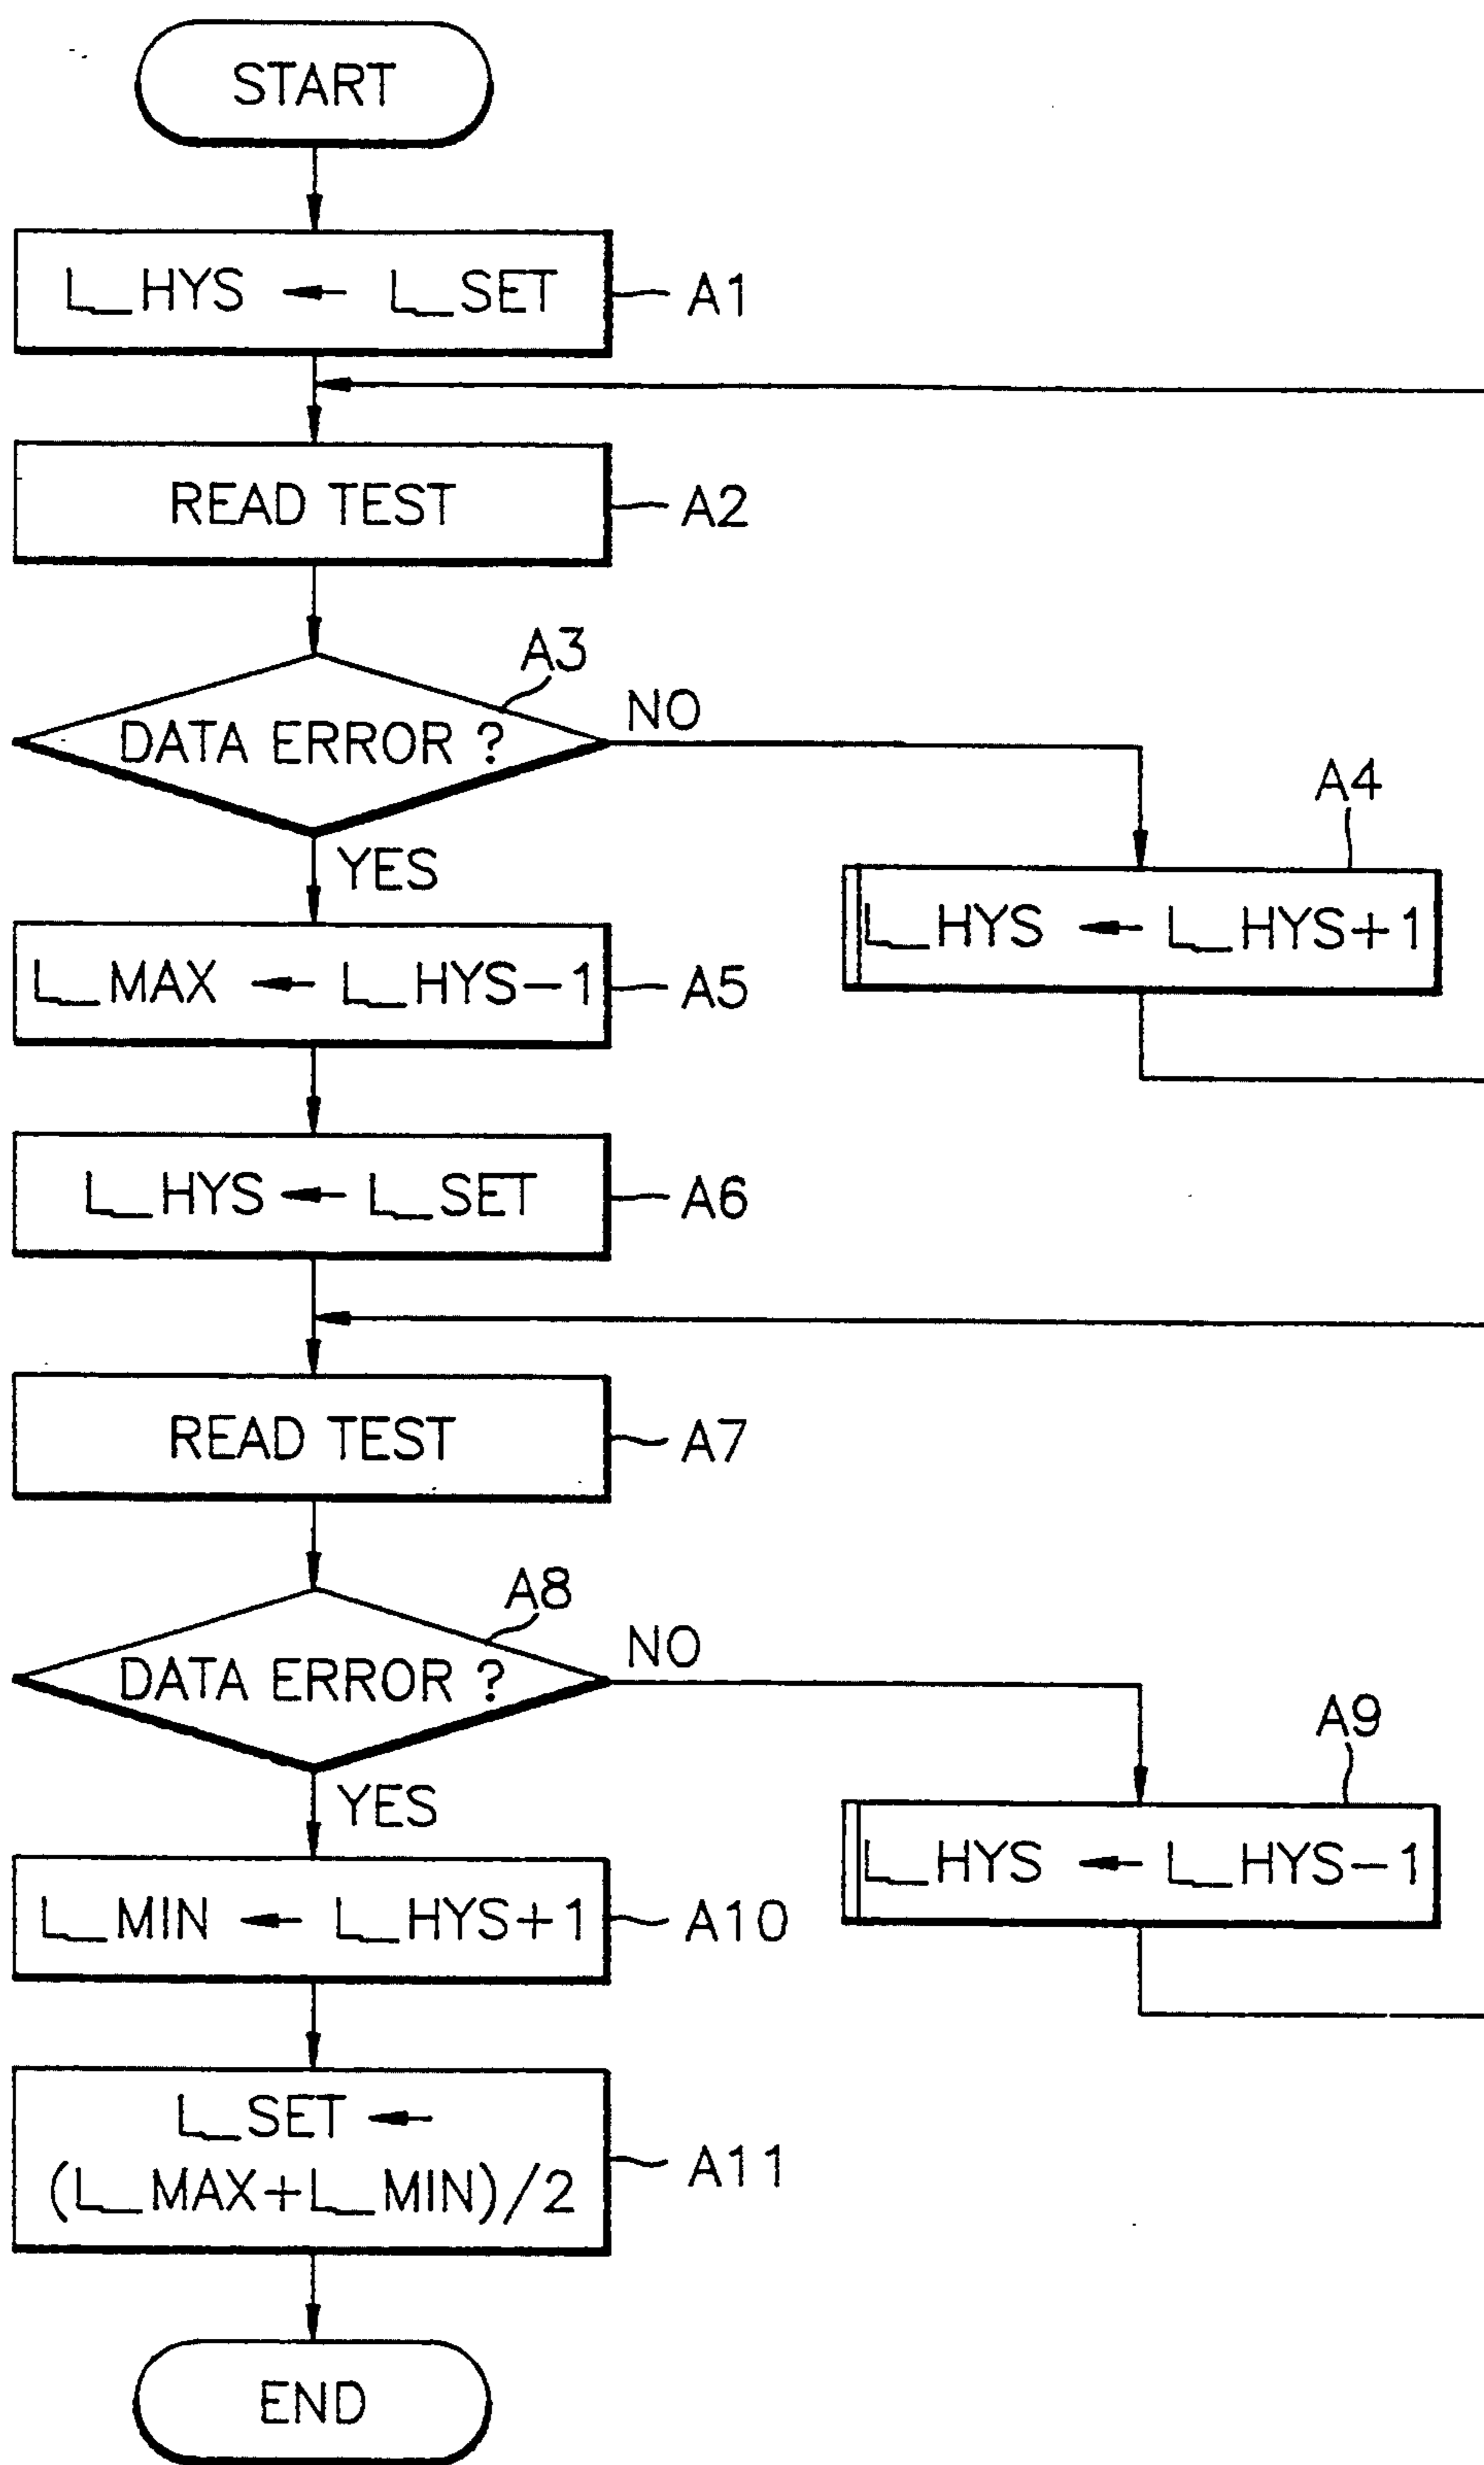 START
L_HYS ← L_SET
A1
READ TEST
A2
A3
DATA ERROR ?
NO
YES
A4
L_HYS ← L_HYS+1
L_MAX ← L_HYS-1
A5
L_HYS ← L_SET
A6
READ TEST
A7
A8
DATA ERROR ?
NO
YES
A9
L_HYS ← L_HYS-1
L_MIN ← L_HYS+1
A10
L_SET ←
(L_MAX+L_MIN)/2
A11
END